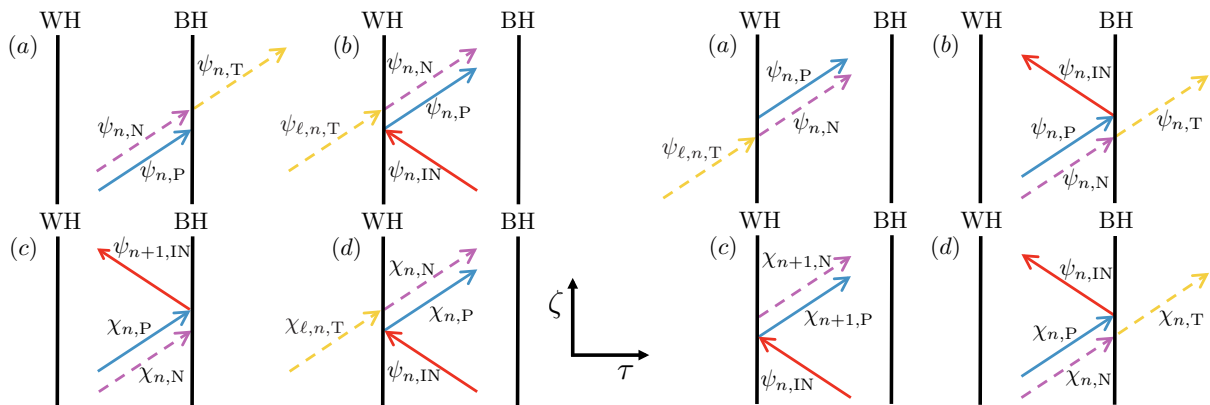 WH BH WH BH WH BH WH BH
(a) (b) (a) (b)
ψn,T ψn,N ψn,P ψn,IN
ψn,N ψℓ,n,T ψn,P ψn,P ψn,T
ψn,P ψn,IN ψℓ,n,T ψn,N ψn,N
WH BH WH BH WH BH WH BH
(c) (d) (c) (d)
ψn+1,IN χn,N χn+1,N ψn,IN
ζ
χn,P χℓ,n,T χn,P χn+1,P χn,P χn,T
χn,N ψn,IN τ ψn,IN χn,N